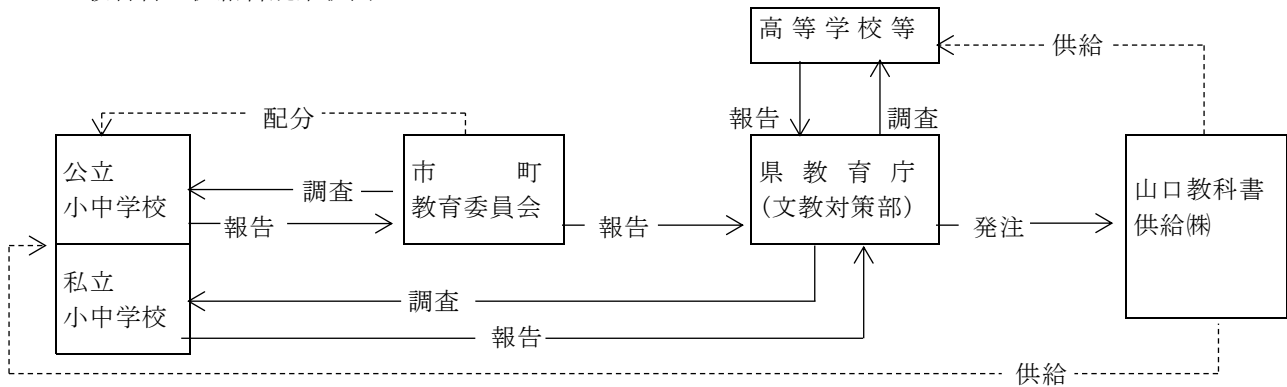 高等学校等
供給
配分
報告
調査
公立
小中学校
調査
報告
市町
教育委員会
報告
県教育庁
(文教対策部)
発注
山口教科書
供給㈱
私立
小中学校
調査
報告
供給